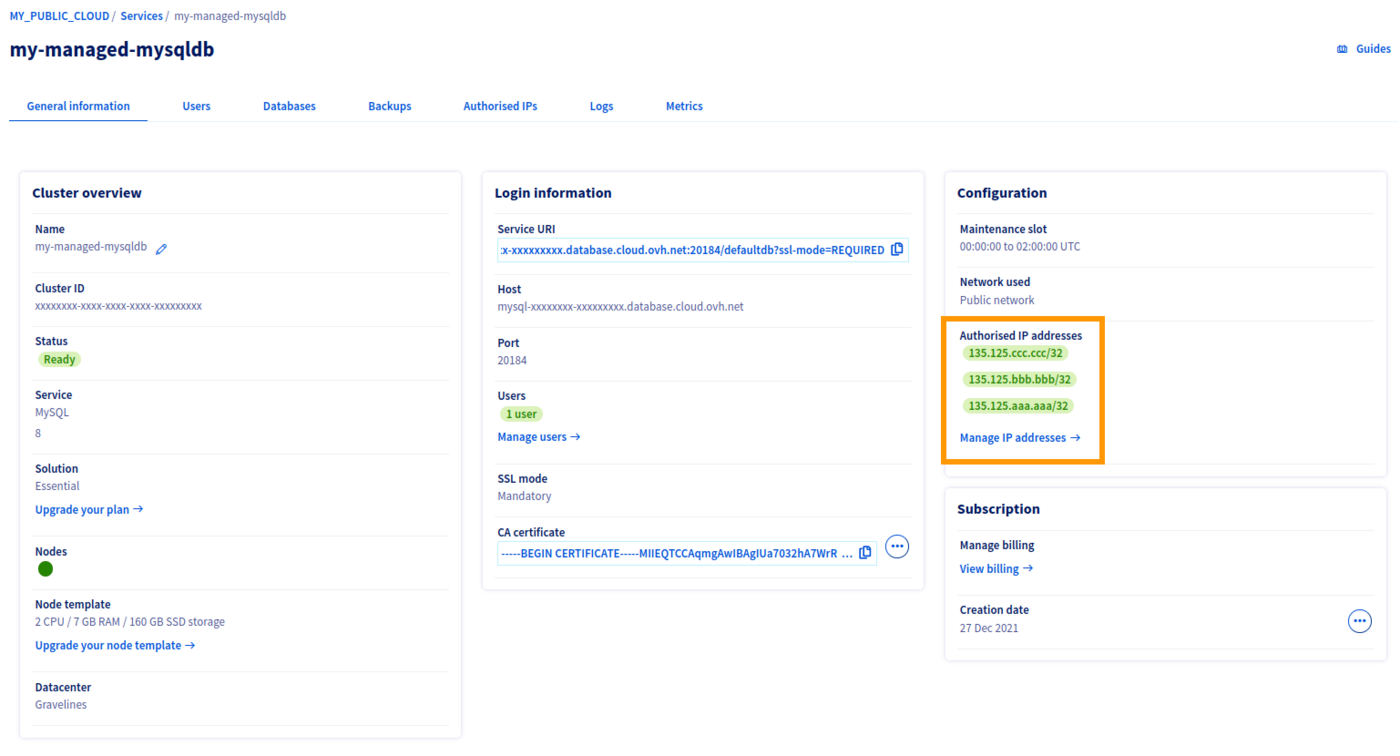 MY_PUBLIC_CLOUD / Services / my-managed-mysqldb
my-managed-mysqldb
Guides
General information Users Databases Backups Authorised IPs Logs Metrics
Cluster overview
Name
my-managed-mysqldb
Cluster ID
xxxxxxxx-xxxx-xxxx-xxxx-xxxxxxxxx
Status
Ready
Service
MySQL
8
Solution
Essential
Upgrade your plan →
Nodes
Node template
2 CPU / 7 GB RAM / 160 GB SSD storage
Upgrade your node template →
Datacenter
Gravelines
Login information
Service URI
:x-xxxxxxxxx.database.cloud.ovh.net:20184/defaultdb?ssl-mode=REQUIRED
Host
mysql-xxxxxxxx-xxxxxxxxx.database.cloud.ovh.net
Port
20184
Users
1 user
Manage users →
SSL mode
Mandatory
CA certificate
-----BEGIN CERTIFICATE-----MIIEQTCCAqmgAwIBAgIUa7032hA7WrR ...
Configuration
Maintenance slot
00:00:00 to 02:00:00 UTC
Network used
Public network
Authorised IP addresses
135.125.ccc.ccc/32
135.125.bbb.bbb/32
135.125.aaa.aaa/32
Manage IP addresses →
Subscription
Manage billing
View billing →
Creation date
27 Dec 2021